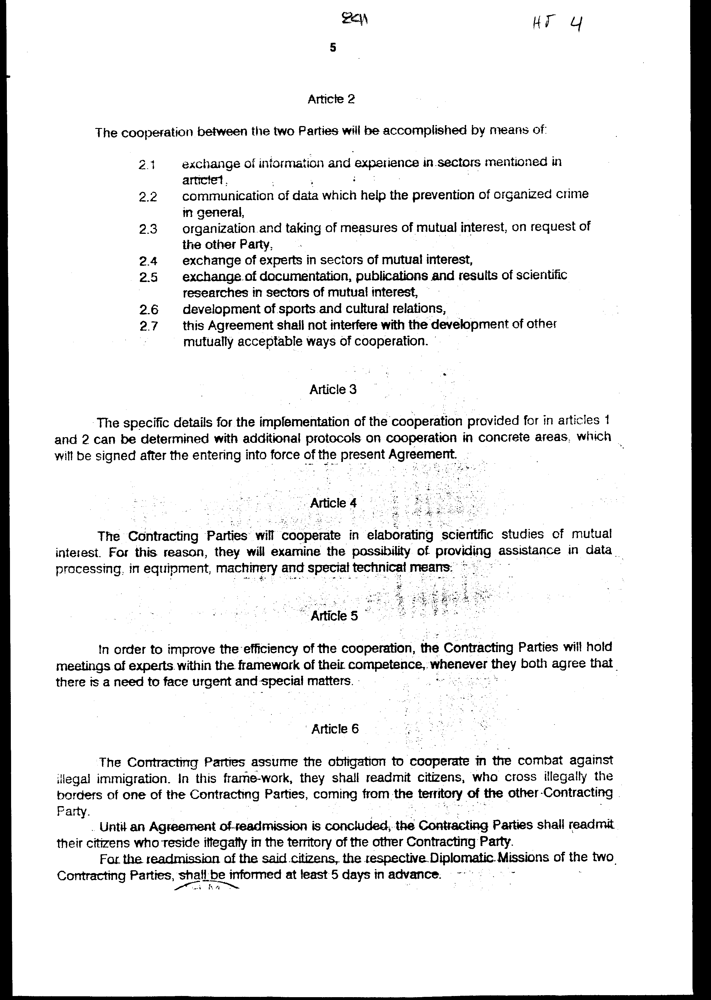 HJ 4
5
Article 2
The cooperation between the two Parties will be accomplished by means of:
2.1 exchange of information and experience in sectors mentioned in
article1,
2.2 communication of data which help the prevention of organized crime
in general,
2.3 organization and taking of measures of mutual interest, on request of
the other Party,
2.4 exchange of experts in sectors of mutual interest,
2.5 exchange of documentation, publications and results of scientific
researches in sectors of mutual interest,
2.6 development of sports and cultural relations,
2.7 this Agreement shall not interfere with the development of other
mutually acceptable ways of cooperation.
Article 3
The specific details for the implementation of the cooperation provided for in articles 1
and 2 can be determined with additional protocols on cooperation in concrete areas, which
will be signed after the entering into force of the present Agreement.
Article 4
The Contracting Parties will cooperate in elaborating scientific studies of mutual
interest. For this reason, they will examine the possibility of providing assistance in data
processing, in equipment, machinery and special technical means.
Article 5
In order to improve the efficiency of the cooperation, the Contracting Parties will hold
meetings of experts within the framework of their competence, whenever they both agree that
there is a need to face urgent and special matters.
Article 6
The Contracting Parties assume the obligation to cooperate in the combat against
illegal immigration. In this frame-work, they shall readmit citizens, who cross illegally the
borders of one of the Contracting Parties, coming from the territory of the other Contracting
Party.
Until an Agreement of readmission is concluded, the Contracting Parties shall readmit
their citizens who reside illegally in the territory of the other Contracting Party.
For the readmission of the said citizens, the respective Diplomatic Missions of the two
Contracting Parties, shall be informed at least 5 days in advance.